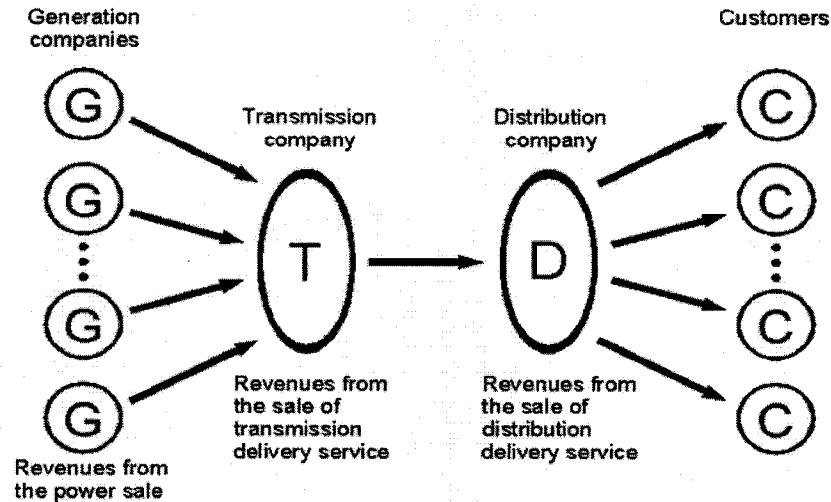 Generation
companies
Customers
G
G
G
G
Transmission
company
T
Revenues from
the sale of
transmission
delivery service
Distribution
company
D
Revenues from
the sale of
distribution
delivery service
C
C
C
C
Revenues from
the power sale